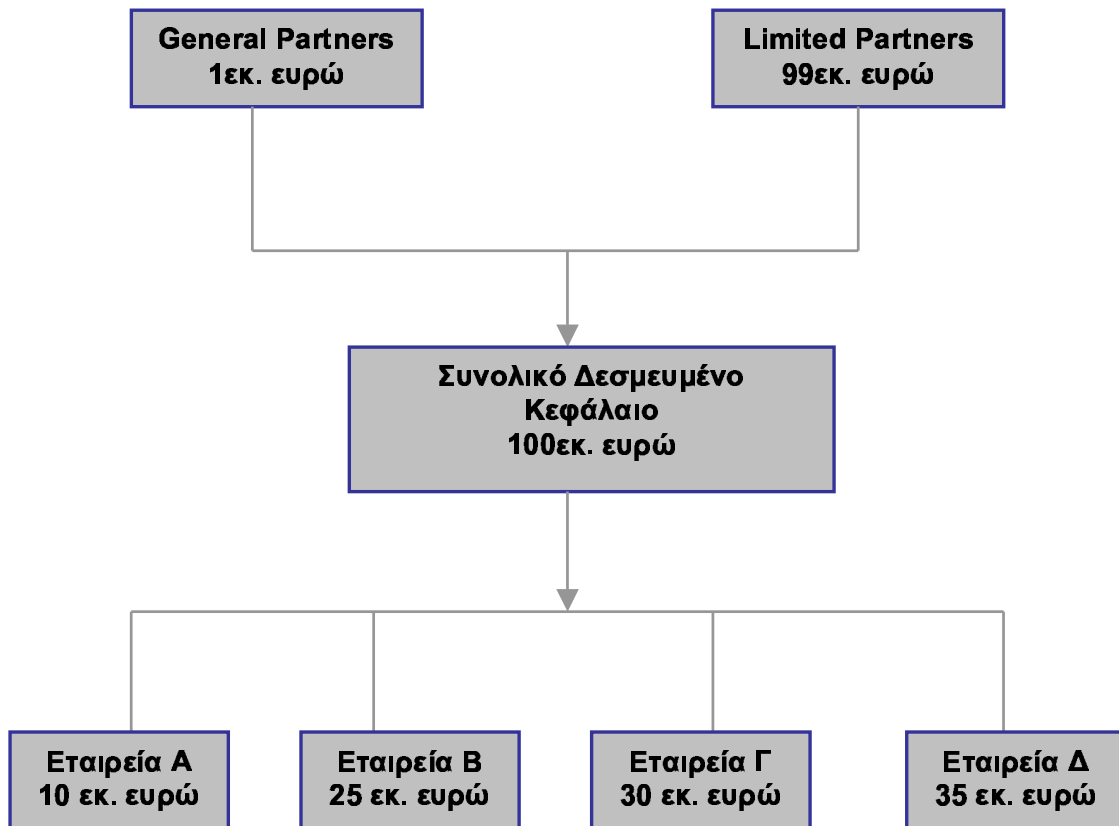 General Partners
1εκ. ευρώ
Limited Partners
99εκ. ευρώ
Συνολικό Δεσμευμένο
Κεφάλαιο
100εκ. ευρώ
Εταιρεία Α
10 εκ. ευρώ
Εταιρεία Β
25 εκ. ευρώ
Εταιρεία Γ
30 εκ. ευρώ
Εταιρεία Δ
35 εκ. ευρώ